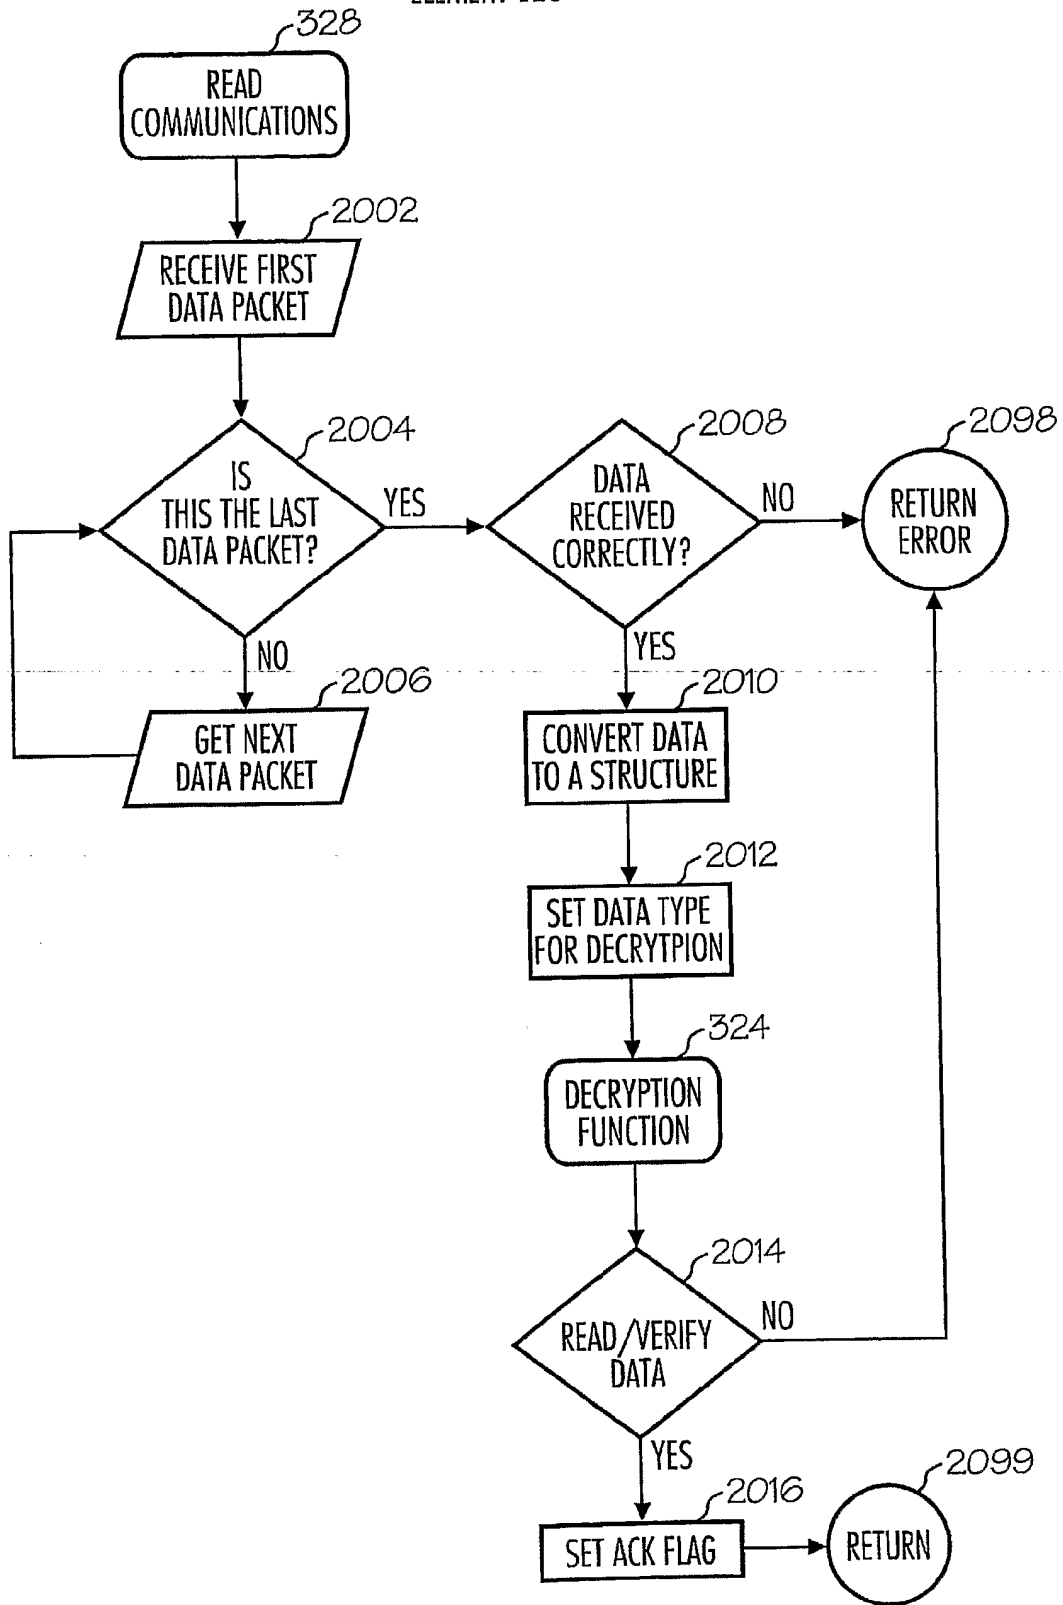 328
READ
COMMUNICATIONS
2002
RECEIVE FIRST
DATA PACKET
2004
IS
THIS THE LAST
DATA PACKET?
YES
NO
2006
GET NEXT
DATA PACKET
2008
DATA
RECEIVED
CORRECTLY?
NO
YES
2098
RETURN
ERROR
2010
CONVERT DATA
TO A STRUCTURE
2012
SET DATA TYPE
FOR DECRYTPION
324
DECRYPTION
FUNCTION
2014
READ/VERIFY
DATA
NO
YES
2016
SET ACK FLAG
2099
RETURN